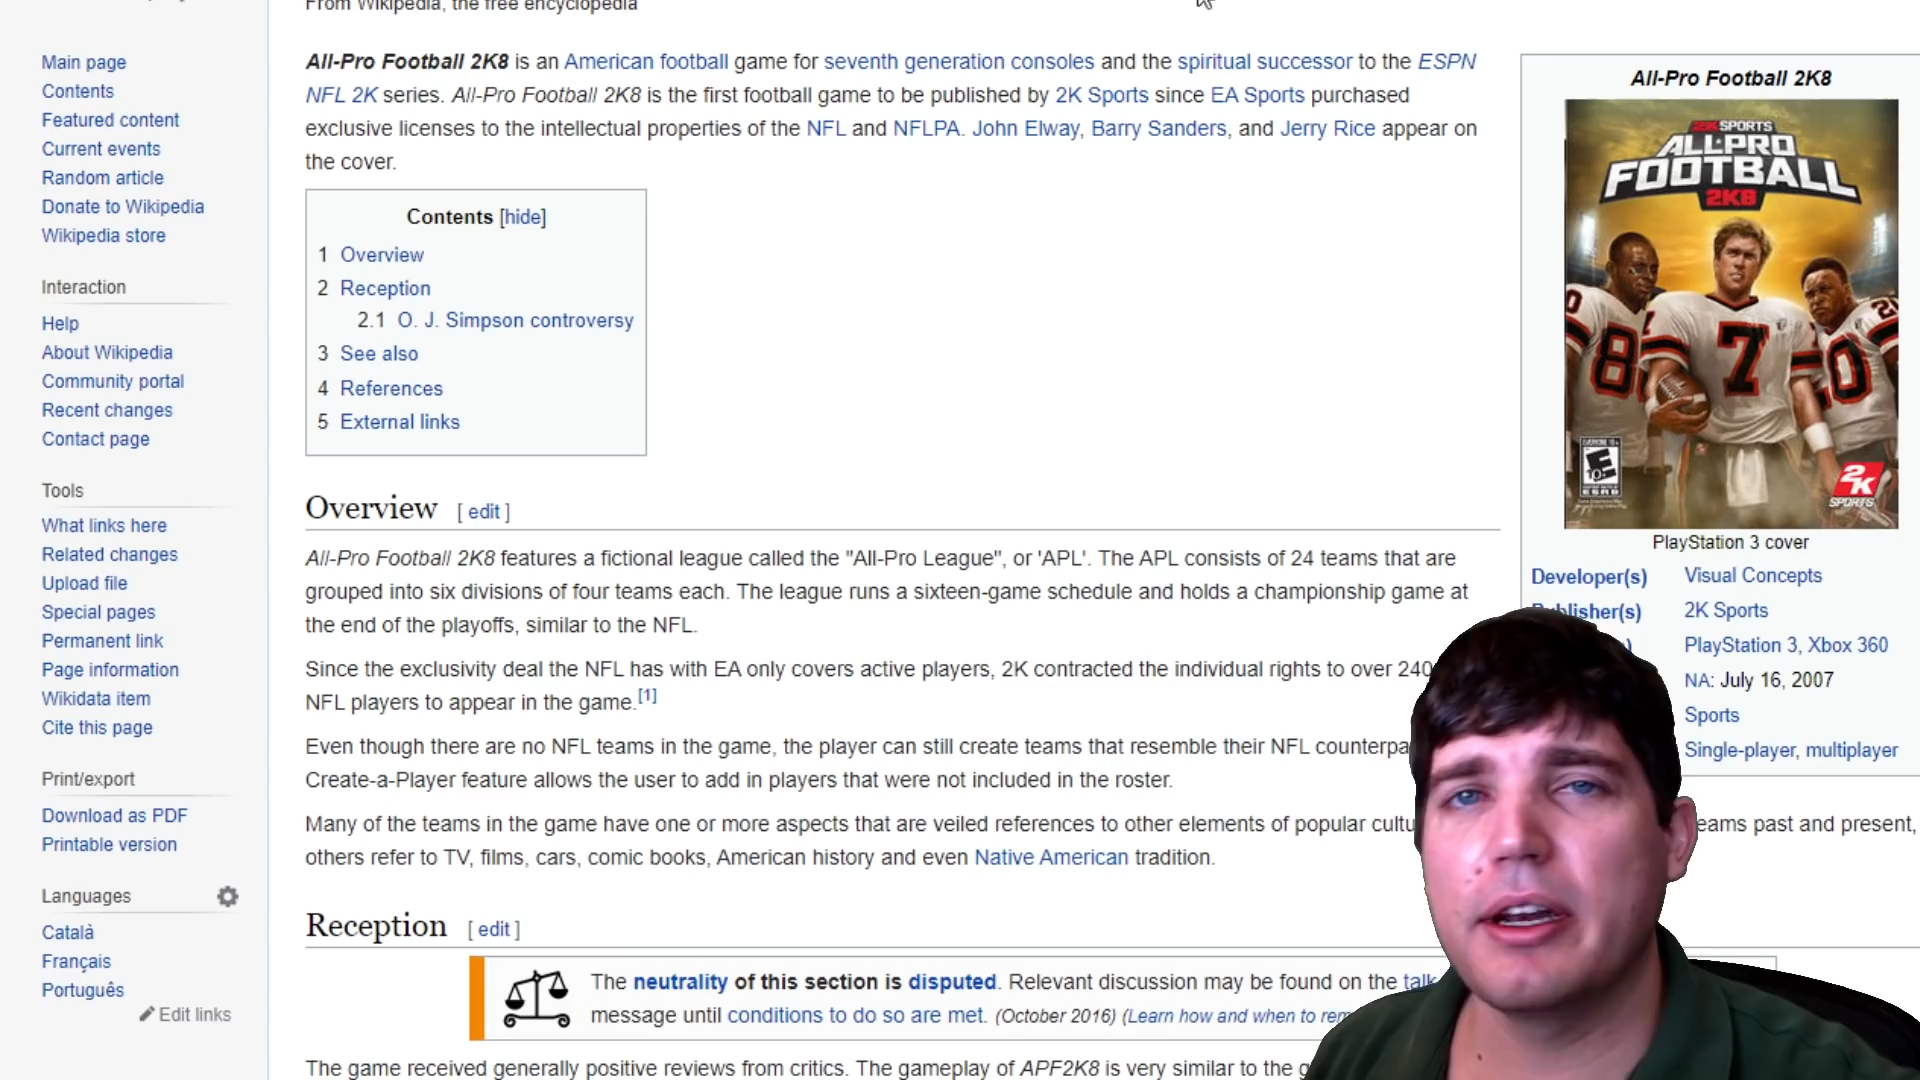 From Wikipedia, the free encyclopedia
Main page
Contents
Featured content
Current events
Random article
Donate to Wikipedia
Wikipedia store
Interaction
Help
About Wikipedia
Community portal
Recent changes
Contact page
Tools
What links here
Related changes
Upload file
Special pages
Permanent link
Page information
Wikidata item
Cite this page
Print/export
Download as PDF
Printable version
Languages
Català
Français
Português
Edit links
All-Pro Football 2K8 is an American football game for seventh generation consoles and the spiritual successor to the ESPN
NFL 2K series. All-Pro Football 2K8 is the first football game to be published by 2K Sports since EA Sports purchased
exclusive licenses to the intellectual properties of the NFL and NFLPA. John Elway, Barry Sanders, and Jerry Rice appear on
the cover.
Contents [hide]
1 Overview
2 Reception
2.1 O. J. Simpson controversy
3 See also
4 References
5 External links
Overview [ edit ]
All-Pro Football 2K8 features a fictional league called the "All-Pro League", or 'APL'. The APL consists of 24 teams that are
grouped into six divisions of four teams each. The league runs a sixteen-game schedule and holds a championship game at
the end of the playoffs, similar to the NFL.
Since the exclusivity deal the NFL has with EA only covers active players, 2K contracted the individual rights to over 240
NFL players to appear in the game.[1]
Even though there are no NFL teams in the game, the player can still create teams that resemble their NFL
Create-a-Player feature allows the user to add in players that were not included in the roster.
Many of the teams in the game have one or more aspects that are veiled references to other elements of popular past and present,
others refer to TV, films, cars, comic books, American history and even Native American tradition.
Reception [ edit ]
The neutrality of this section is disputed. Relevant discussion may be found on the talk
message until conditions to do so are met. (October 2016) (Learn how and when to
The game received generally positive reviews from critics. The gameplay of APF2K8 is very similar to the
All-Pro Football 2K8
2K SPORTS
ALL-PRO
FOOTBALL
2K8
8
7
20
20
EVERYONE 10+
E
ESRB
2K
SPORTS
PlayStation 3 cover
Developer(s) Visual Concepts
2K Sports
PlayStation 3, Xbox 360
NA: July 16, 2007
Sports
Single-player, multiplayer